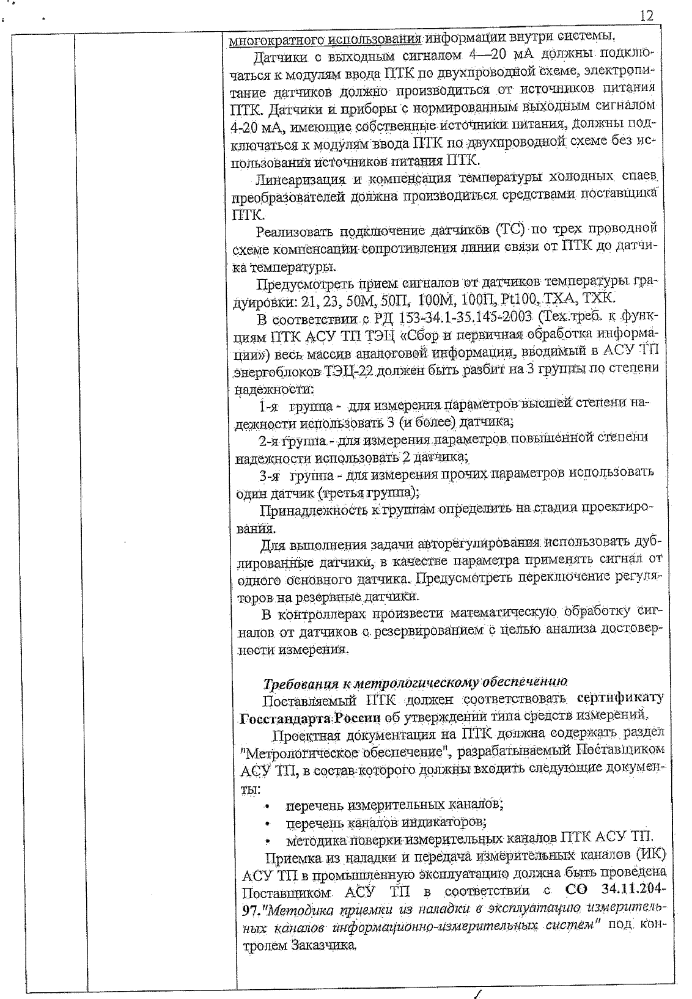 12
многократного использования информации внутри системы.
Датчики с выходным сигналом 4—20 мА должны подклю-
чаться к модулям ввода ПТК по двухпроводной схеме, электропи-
тание датчиков должно производиться от источников питания
ПТК. Датчики и приборы с нормированным выходным сигналом
4-20 мА, имеющие собственные источники питания, должны под-
ключаться к модулям ввода ПТК по двухпроводной схеме без ис-
пользования источников питания ПТК.
Линеаризация и компенсация температуры холодных спаев
преобразователей должна производиться средствами поставщика
ПТК.
Реализовать подключение датчиков (ТС) по трех проводной
схеме компенсации сопротивления линии связи от ПТК до датчи-
ка температуры.
Предусмотреть прием сигналов от датчиков температуры гра-
дуировки: 21, 23, 50М, 50П, 100М, 100П, Pt100, ТХА, ТХК.
В соответствии с РД 153-34.1-35.145-2003 (Тех.треб. к функ-
циям ПТК АСУ ТП ТЭЦ «Сбор и первичная обработка информа-
ции») весь массив аналоговой информации, вводимый в АСУ ТП
энергоблоков ТЭЦ-22 должен быть разбит на 3 группы по степени
надежности:
1-я группа - для измерения параметров высшей степени на-
дежности использовать 3 (и более) датчика;
2-я группа - для измерения параметров повышенной степени
надежности использовать 2 датчика;
3-я группа - для измерения прочих параметров использовать
один датчик (третья группа);
Принадлежность к группам определить на стадии проектиро-
вания.
Для выполнения задачи авторегулирования использовать дуб-
лированные датчики, в качестве параметра применять сигнал от
одного основного датчика. Предусмотреть переключение регуля-
торов на резервные датчики.
В контроллерах произвести математическую обработку сиг-
налов от датчиков с резервированием с целью анализа достовер-
ности измерения.
Требования к метрологическому обеспечению
Поставляемый ПТК должен соответствовать сертификату
Госстандарта России об утверждении типа средств измерений.
Проектная документация на ПТК должна содержать раздел
"Метрологическое обеспечение", разрабатываемый Поставщиком
АСУ ТП, в состав которого должны входить следующие докумен-
ты:
• перечень измерительных каналов;
• перечень каналов индикаторов;
• методика поверки измерительных каналов ПТК АСУ ТП.
Приемка из наладки и передача измерительных каналов (ИК)
АСУ ТП в промышленную эксплуатацию должна быть проведена
Поставщиком АСУ ТП в соответствии с СО 34.11.204-
97."Методика приемки из наладки в эксплуатацию измеритель-
ных каналов информационно-измерительных систем" под кон-
тролем Заказчика.